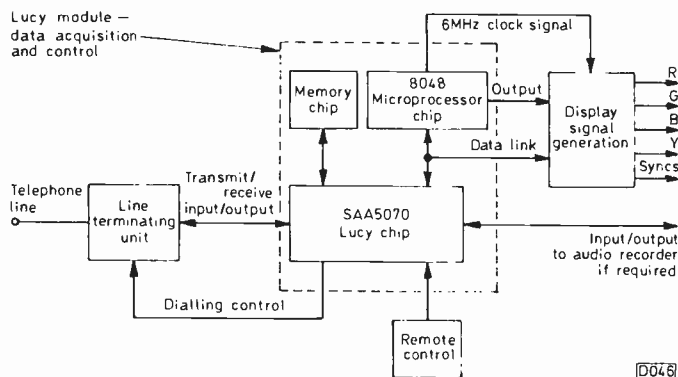 Lucy module –
data acquisition
and control
6MHz clock signal
Memory
chip
8048
Microprocessor
chip
Output
Display
signal
generation
R
G
B
Y
Syncs
Data link
Telephone
line
Line
terminating
unit
Transmit/
receive
input/output
SAA5070
Lucy chip
Input/output
to audio recorder
if required
Dialling control
Remote
control
D046